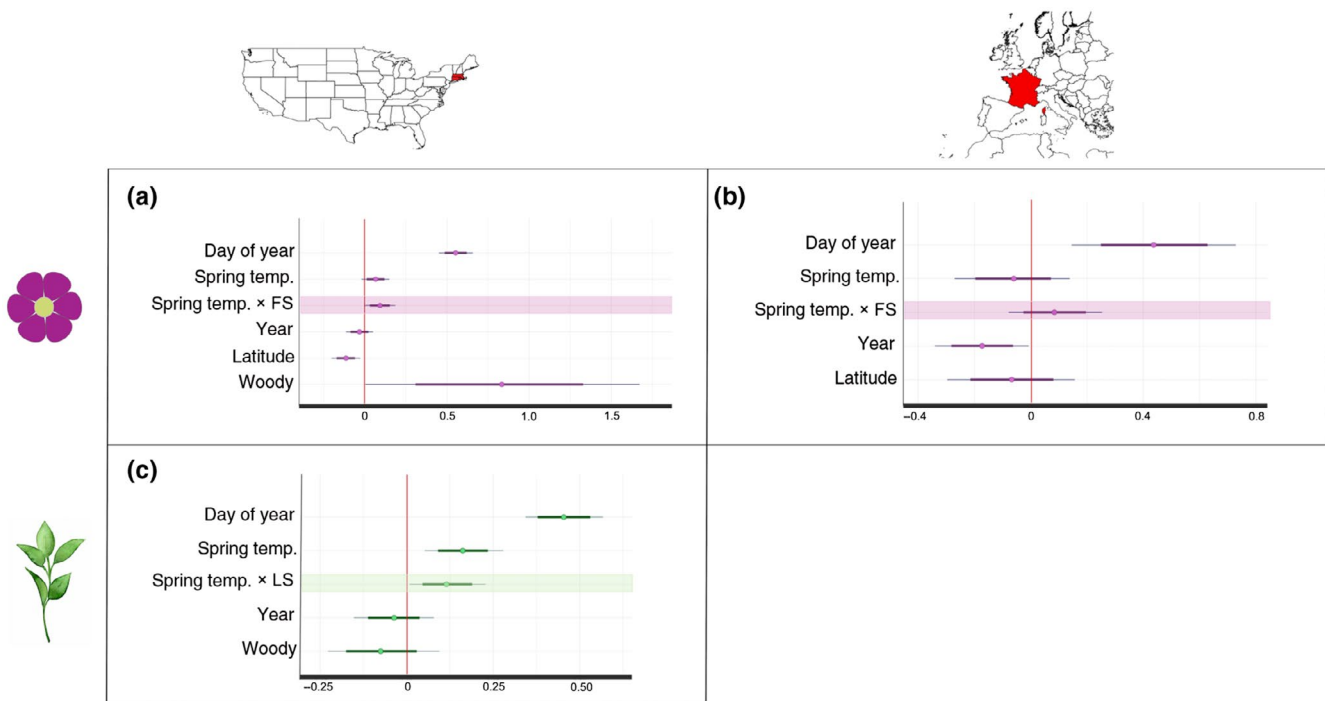 (a)
Day of year
Spring temp.
Spring temp. × FS
Year
Latitude
Woody
0 0.5 1.0 1.5
(b)
Day of year
Spring temp.
Spring temp. × FS
Year
Latitude
−0.4 0 0.4 0.8
(c)
Day of year
Spring temp.
Spring temp. × LS
Year
Woody
−0.25 0 0.25 0.50